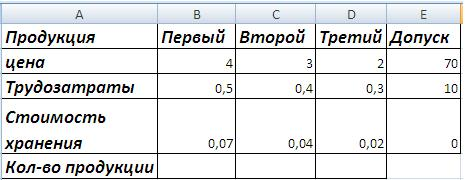 A B C D E
Продукция Первый Второй Третий Допуск
цена 4 3 2 70
Трудозатраты 0,5 0,4 0,3 10
Стоимость
хранения 0,07 0,04 0,02 0
Кол-во продукции